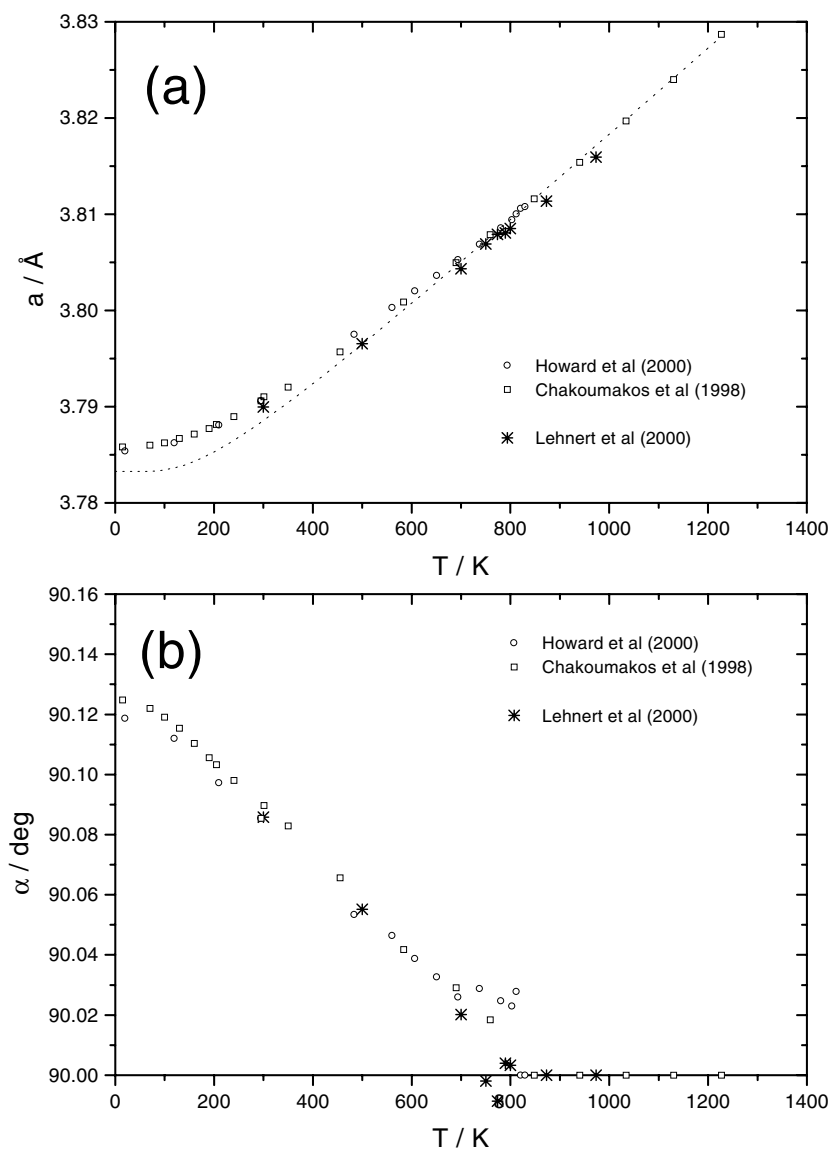 3.83
(a)
3.82
3.81
a / Å
3.80
Howard et al (2000)
Chakoumakos et al (1998)
3.79
Lehnert et al (2000)
3.78
0 200 400 600 800 1000 1200 1400
T / K
90.16
(b)
Howard et al (2000)
90.14
Chakoumakos et al (1998)
Lehnert et al (2000)
90.12
90.10
90.08
α / deg
90.06
90.04
90.02
90.00
0 200 400 600 800 1000 1200 1400
T / K